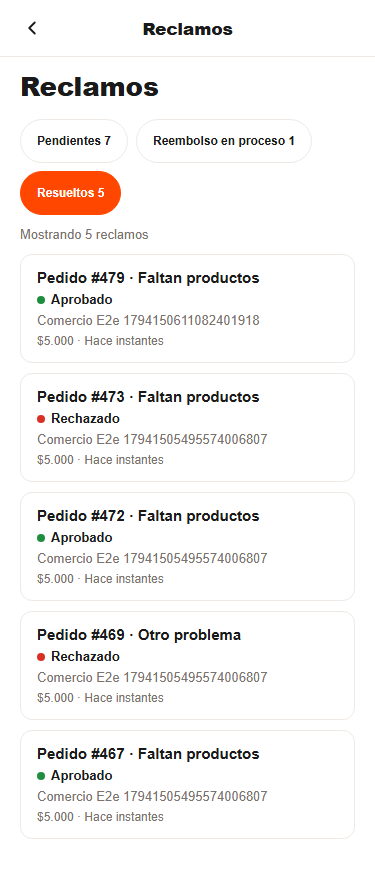 Reclamos
Reclamos
Pendientes 7
Reembolso en proceso 1
Resueltos 5
Mostrando 5 reclamos
Pedido #479 · Faltan productos
Aprobado
Comercio E2e 1794150611082401918
$5.000 · Hace instantes
Pedido #473 · Faltan productos
Rechazado
Comercio E2e 17941505495574006807
$5.000 · Hace instantes
Pedido #472 · Faltan productos
Aprobado
Comercio E2e 17941505495574006807
$5.000 · Hace instantes
Pedido #469 · Otro problema
Rechazado
Comercio E2e 17941505495574006807
$5.000 · Hace instantes
Pedido #467 · Faltan productos
Aprobado
Comercio E2e 17941505495574006807
$5.000 · Hace instantes